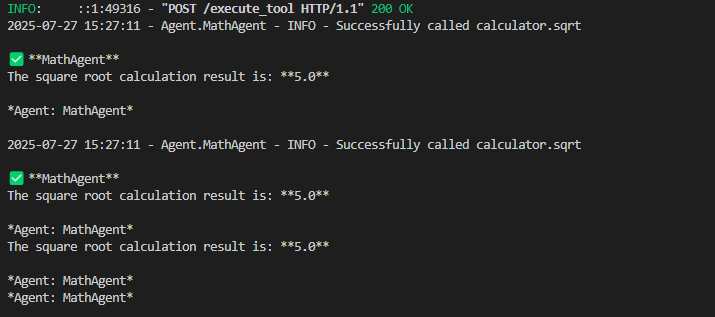 INFO:     ::1:49316 - "POST /execute_tool HTTP/1.1" 200 OK
2025-07-27 15:27:11 - Agent.MathAgent - INFO - Successfully called calculator.sqrt
✅ **MathAgent**
The square root calculation result is: **5.0**
*Agent: MathAgent*
2025-07-27 15:27:11 - Agent.MathAgent - INFO - Successfully called calculator.sqrt
✅ **MathAgent**
The square root calculation result is: **5.0**
*Agent: MathAgent*
The square root calculation result is: **5.0**
*Agent: MathAgent*
*Agent: MathAgent*